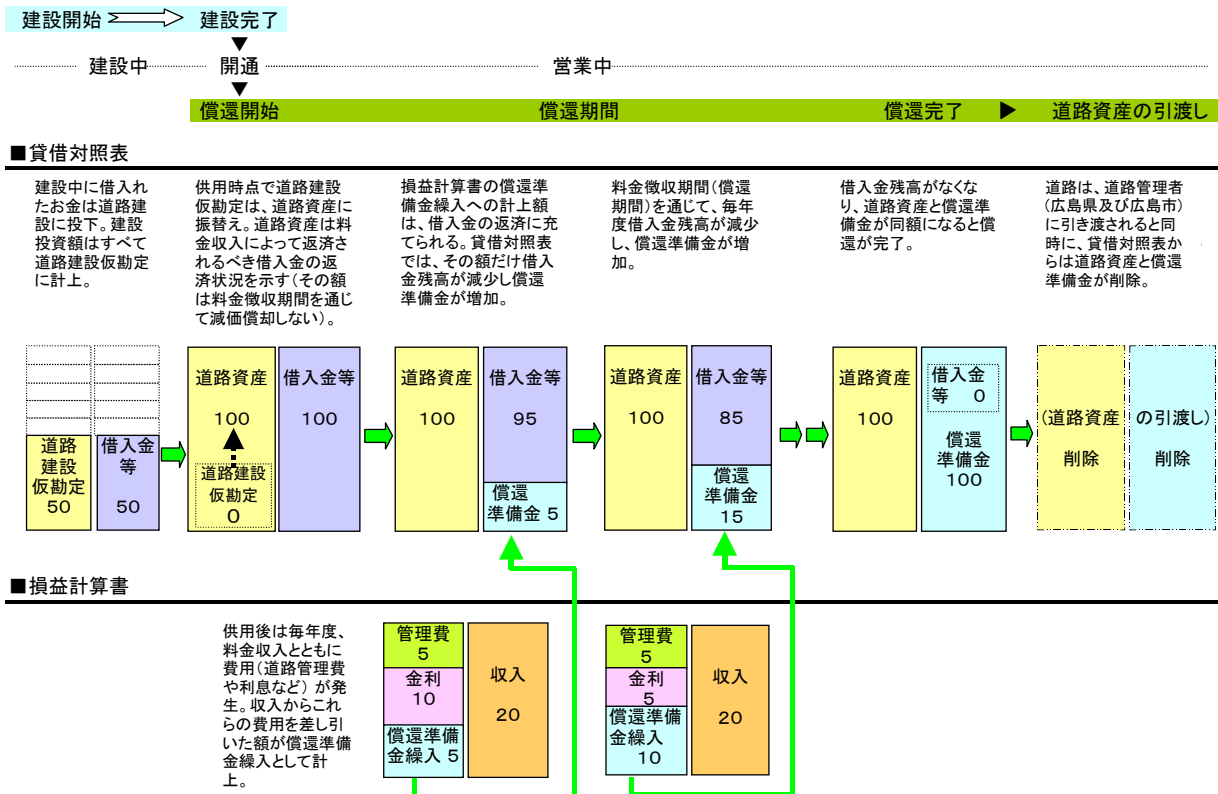 建設開始 建設完了
▼
建設中 開通 営業中
▼
償還開始 償還期間 償還完了 ▶ 道路資産の引渡し
■貸借対照表
建設中に借入れ
たお金は道路建
設に投下。建設
投資額はすべて
道路建設仮勘定
に計上。
供用時点で道路建設
仮勘定は、道路資産に
振替え。道路資産は料
金収入によって返済さ
れるべき借入金の返
済状況を示す(その額
は料金徴収期間を通じ
て減価償却しない)。
損益計算書の償還準
備金繰入への計上額
は、借入金の返済に充
てられる。貸借対照表
では、その額だけ借入
金残高が減少し償還
準備金が増加。
料金徴収期間(償還
期間)を通じて、毎年
度借入金残高が減少
し、償還準備金が増
加。
借入金残高がなくな
り、道路資産と償還準
備金が同額になると償
還が完了。
道路は、道路管理者
(広島県及び広島市)
に引き渡されると同
時に、貸借対照表か
らは道路資産と償還
準備金が削除。
道路
建設
仮勘定
50
借入金
等
50
道路資産
100
道路建設
仮勘定
0
借入金等
100
道路資産
100
借入金等
95
償還
準備金 5
道路資産
100
借入金等
85
償還
準備金
15
道路資産
100
借入金
等 0
償還
準備金
100
(道路資産 の引渡し)
削除 削除
■損益計算書
供用後は毎年度、
料金収入とともに
費用(道路管理費
や利息など)が発
生。収入からこれ
らの費用を差し引
いた額が償還準備
金繰入として計
上。
管理費
5
金利
10
償還準備
金繰入 5
収入
20
管理費
5
金利
5
償還準備
金繰入
10
収入
20